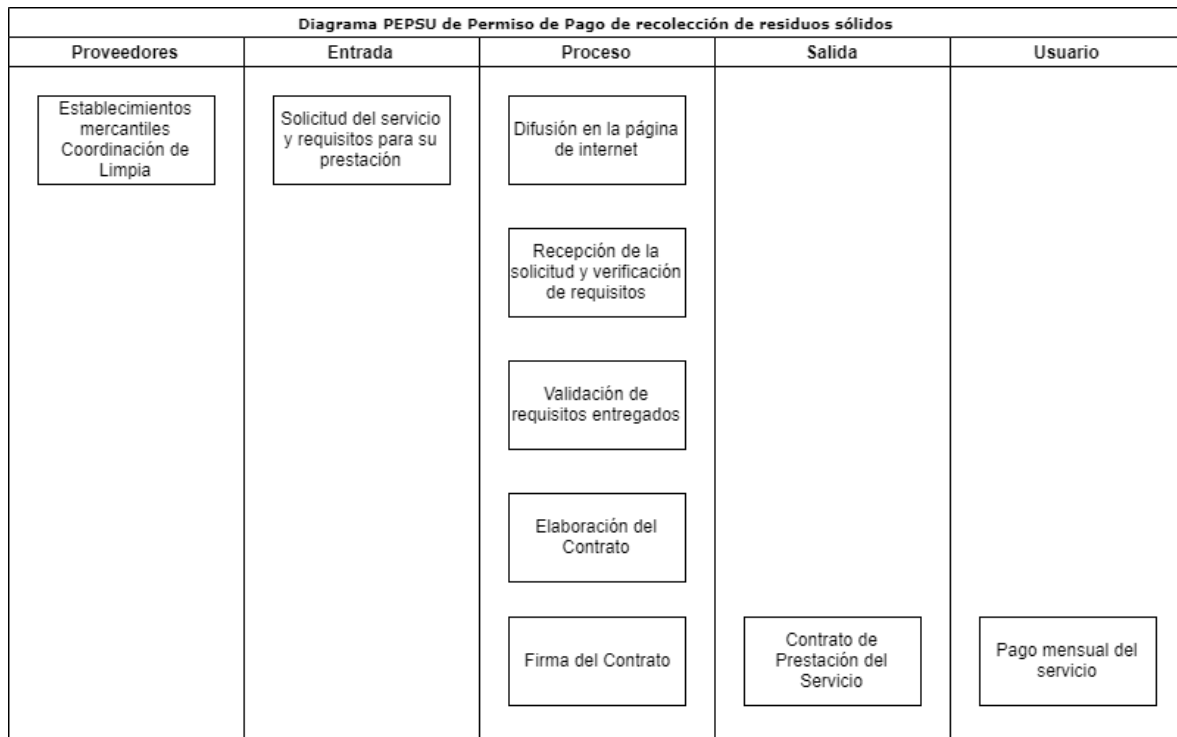 Diagrama PEPSU de Permiso de Pago de recolección de residuos sólidos
Proveedores
Entrada
Proceso
Salida
Usuario
Establecimientos
mercantiles
Coordinación de
Limpia
Solicitud del servicio
y requisitos para su
prestación
Difusión en la página
de internet
Recepción de la
solicitud y verificación
de requisitos
Validación de
requisitos entregados
Elaboración del
Contrato
Firma del Contrato
Contrato de
Prestación del
Servicio
Pago mensual del
servicio